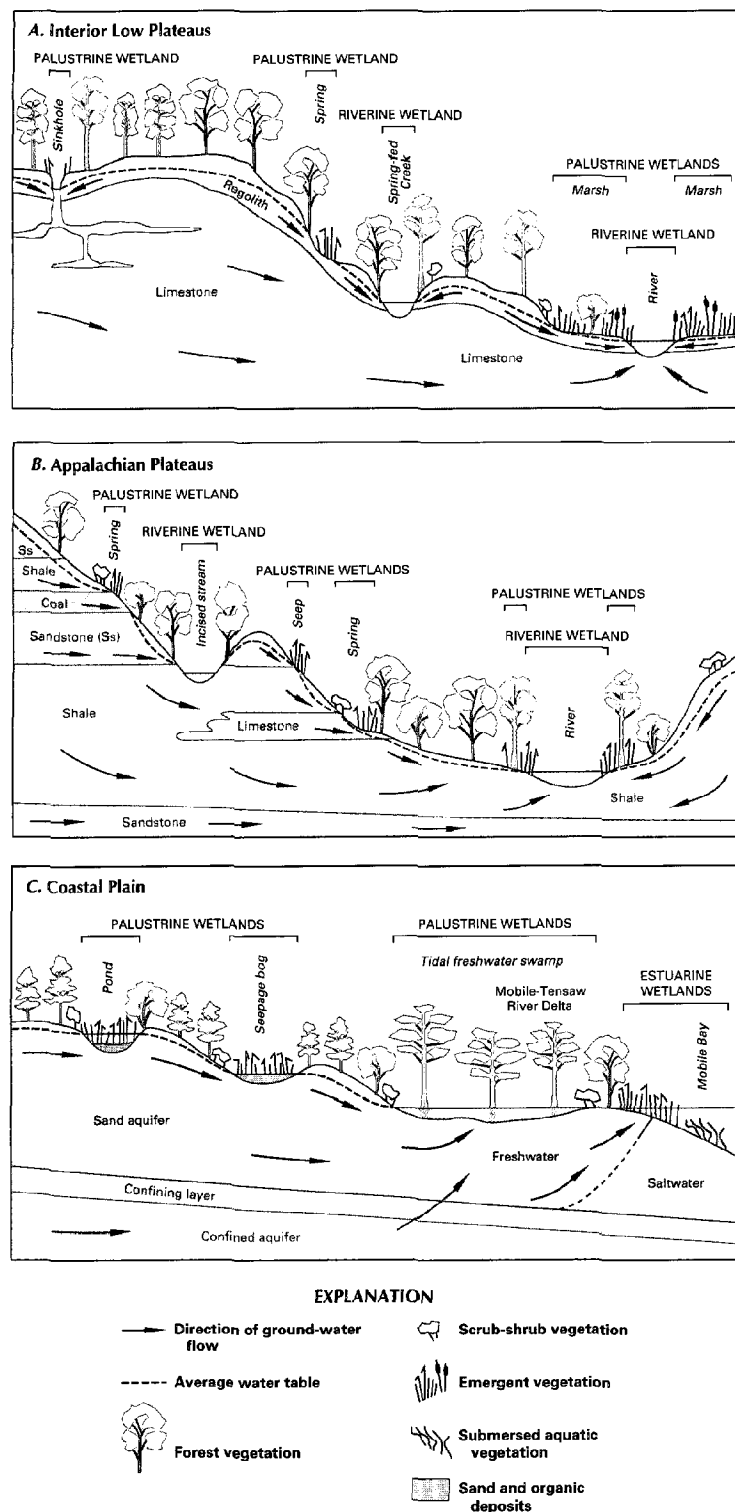 A. Interior Low Plateaus
PALUSTRINE WETLAND
PALUSTRINE WETLAND
Sinkhole
Spring
RIVERINE WETLAND
Spring-fed
Creek
PALUSTRINE WETLANDS
Marsh
Marsh
RIVERINE WETLAND
River
Regolith
Limestone
Limestone
B. Appalachian Plateaus
PALUSTRINE WETLAND
Spring
RIVERINE WETLAND
Incised stream
PALUSTRINE WETLANDS
Seep
Spring
PALUSTRINE WETLANDS
RIVERINE WETLAND
River
Ss
Shale
Coal
Sandstone (Ss)
Shale
Limestone
Shale
Sandstone
C. Coastal Plain
PALUSTRINE WETLANDS
Pond
Seepage bog
PALUSTRINE WETLANDS
Tidal freshwater swamp
Mobile-Tensaw
River Delta
ESTUARINE
WETLANDS
Mobile Bay
Sand aquifer
Freshwater
Saltwater
Confining layer
Confined aquifer
EXPLANATION
Direction of ground-water
flow
Average water table
Forest vegetation
Scrub-shrub vegetation
Emergent vegetation
Submersed aquatic
vegetation
Sand and organic
deposits